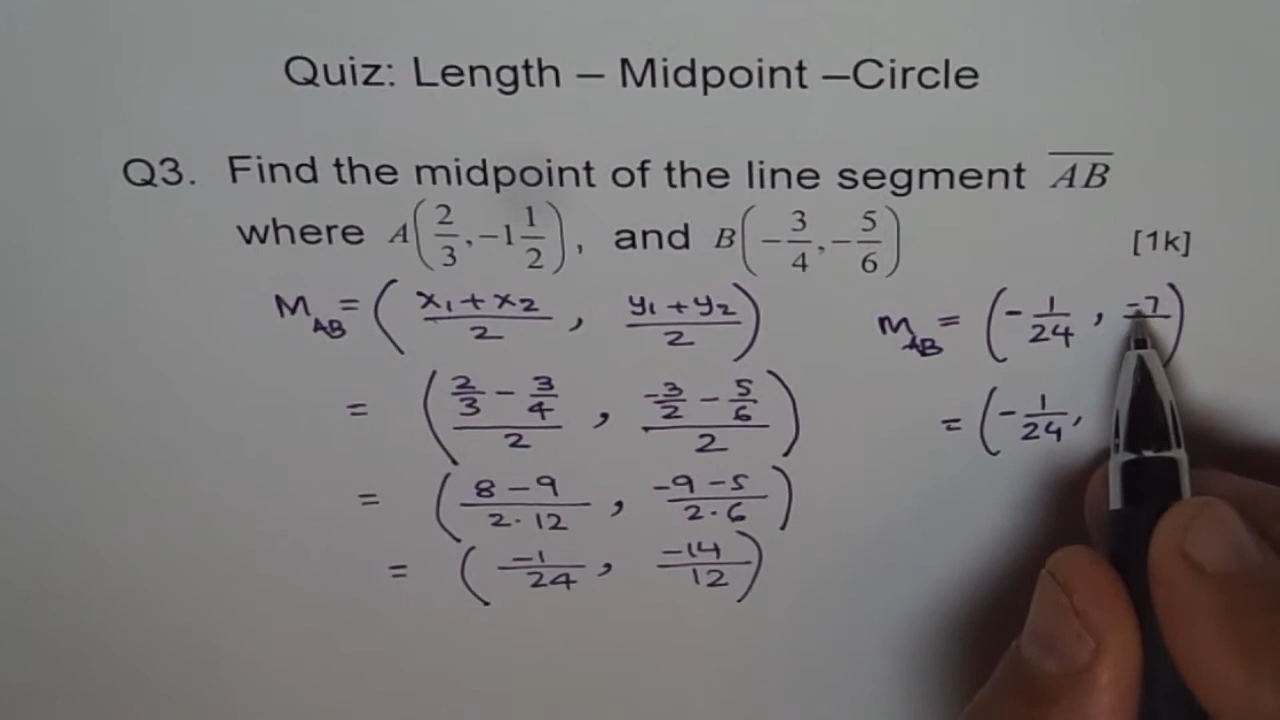 Quiz: Length – Midpoint –Circle
Q3. Find the midpoint of the line segment \overline{AB}
where A(2/3, -1 1/2), and B(-3/4, -5/6) [1k]
M_AB = ((x₁ + x₂)/2, (y₁ + y₂)/2)
= ((2/3 - 3/4)/2, (-3/2 - 5/6)/2)
= ((8 - 9)/(2·12), (-9 - 5)/(2·6))
= (-1/24, -14/12)
M_AB = (-1/24, -7/
= (-1/24,